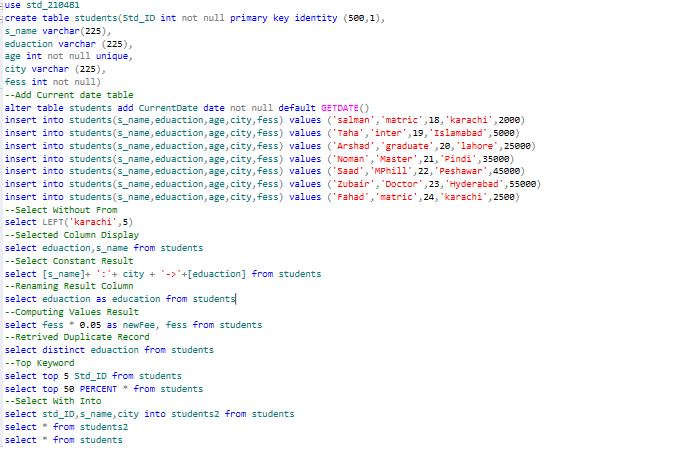 use std_2104B1
create table students(Std_ID int not null primary key identity (500,1),
s_name varchar(225),
eduaction varchar (225),
age int not null unique,
city varchar (225),
fess int not null)
--Add Current date table
alter table students add CurrentDate date not null default GETDATE()
insert into students(s_name,eduaction,age,city,fess) values ('salman','matric',18,'karachi',2000)
insert into students(s_name,eduaction,age,city,fess) values ('Taha','inter',19,'Islamabad',5000)
insert into students(s_name,eduaction,age,city,fess) values ('Arshad','graduate',20,'lahore',25000)
insert into students(s_name,eduaction,age,city,fess) values ('Noman','Master',21,'Pindi',35000)
insert into students(s_name,eduaction,age,city,fess) values ('Saad','MPhill',22,'Peshawar',45000)
insert into students(s_name,eduaction,age,city,fess) values ('Zubair','Doctor',23,'Hyderabad',55000)
insert into students(s_name,eduaction,age,city,fess) values ('Fahad','matric',24,'karachi',2500)
--Select Without From
select LEFT('karachi',5)
--Selected Column Display
select eduaction,s_name from students
--Select Constant Result
select [s_name]+ ':'+ city + '->'+[eduaction] from students
--Renaming Result Column
select eduaction as education from students
--Computing Values Result
select fess * 0.05 as newFee, fess from students
--Retrived Duplicate Record
select distinct eduaction from students
--Top Keyword
select top 5 Std_ID from students
select top 50 PERCENT * from students
--Select With Into
select std_ID,s_name,city into students2 from students
select * from students2
select * from students